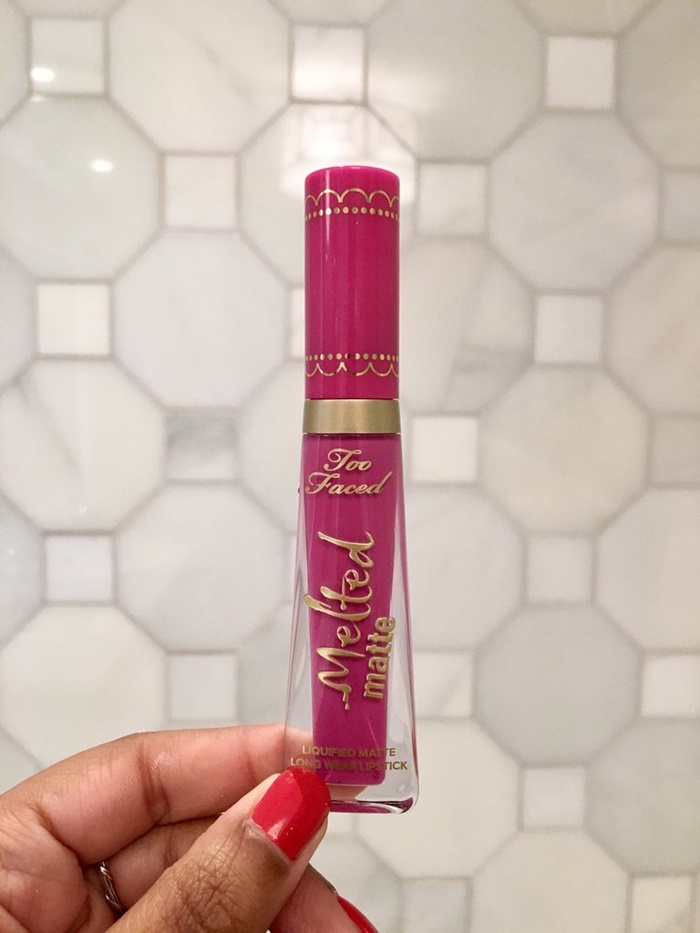 Too
Faced
Melted
matte
LIQUIFIED MATTE
LONG WEAR LIPSTICK